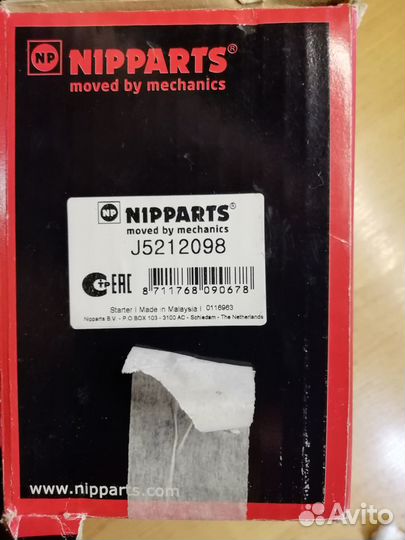 NP NIPPARTS®
moved by mechanics
NP NIPPARTS®
moved by mechanics
J5212098
EAC
8 711768 090678
Starter | Made in Malaysia | 0116963
Nipparts B.V. - P.O BOX 103 - 3100 AC - Schiedam - The Netherlands
www.nipparts.com
Avito